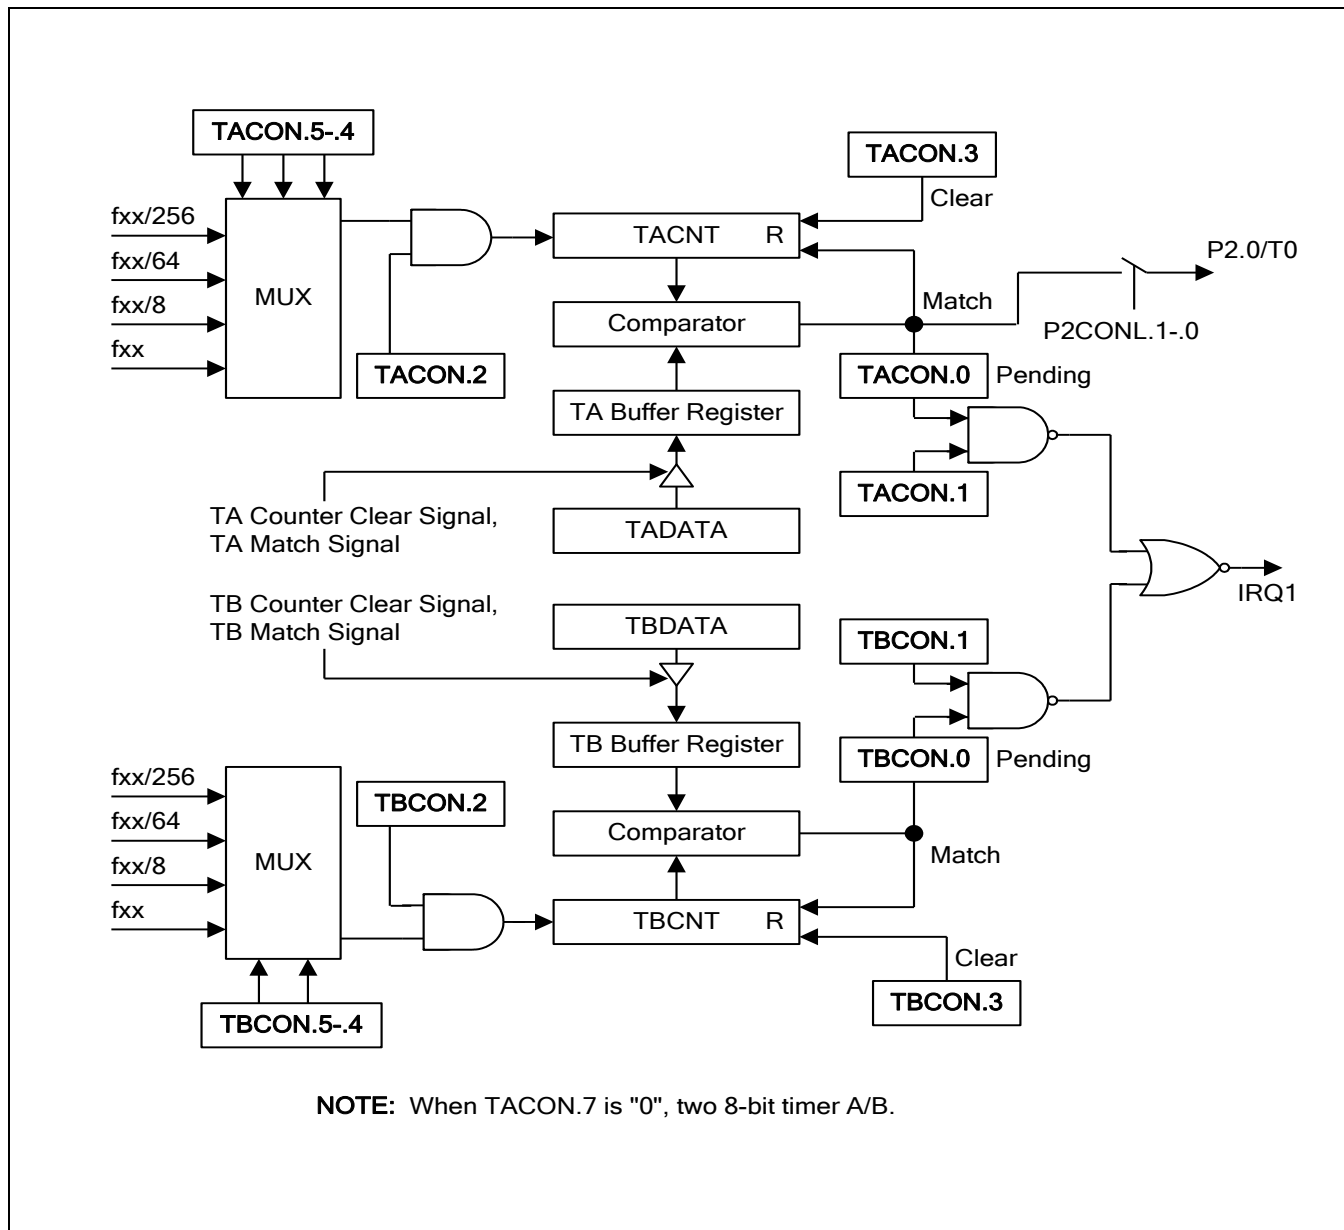 TACON.5-.4
TACON.3
Clear
fxx/256
fxx/64
fxx/8
fxx
MUX
TACNT R
P2.0/T0
Comparator
Match
P2CONL.1-.0
TACON.2
TACON.0 Pending
TA Buffer Register
TACON.1
TA Counter Clear Signal,
TA Match Signal
TADATA
IRQ1
TB Counter Clear Signal,
TB Match Signal
TBDATA
TBCON.1
TB Buffer Register
TBCON.0 Pending
fxx/256
fxx/64
fxx/8
fxx
MUX
TBCON.2
Comparator
Match
TBCNT R
Clear
TBCON.3
TBCON.5-.4
NOTE: When TACON.7 is "0", two 8-bit timer A/B.